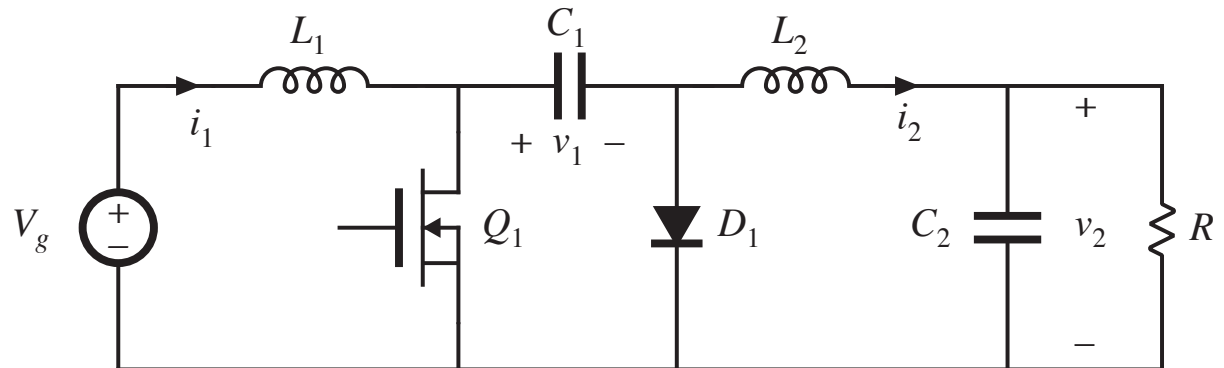 L1
C1
L2
i1
+ v1 −
i2
+
Vg
+
−
Q1
D1
C2
v2
R
−